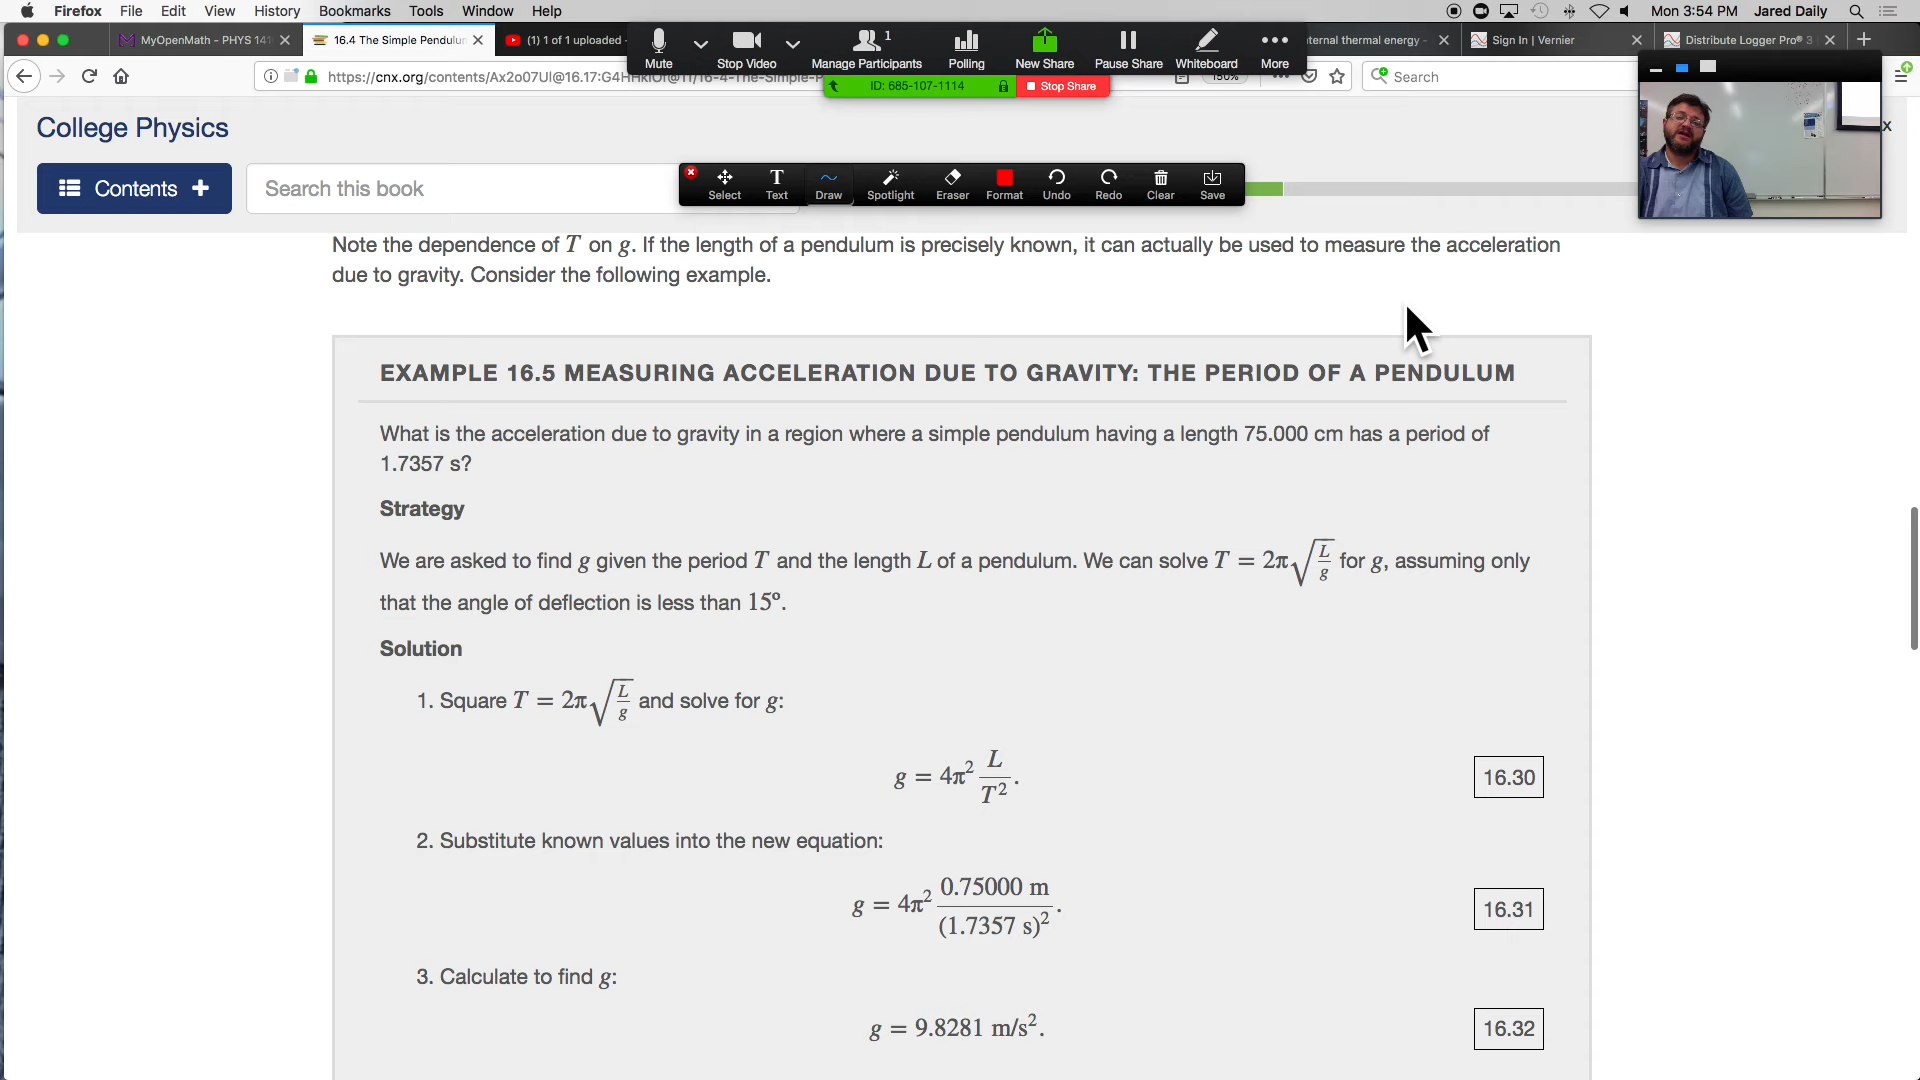 Firefox File Edit View History Bookmarks Tools Window Help Mon 3:54 PM Jared Daily
MyOpenMath - PHYS 141 16.4 The Simple Pendulu (1) 1 of 1 uploaded ternal thermal energy - Sign In | Vernier Distribute Logger Pro® 3
Mute Stop Video 1 Manage Participants Polling New Share Pause Share Whiteboard More
https://cnx.org/contents/Ax2o07Ul@16.17:G4HHKlOf@11/16-4-The-Simple-P 150% Search
ID: 685-107-1114 Stop Share
College Physics
Contents + Search this book
Select Text Draw Spotlight Eraser Format Undo Redo Clear Save
Note the dependence of T on g. If the length of a pendulum is precisely known, it can actually be used to measure the acceleration
due to gravity. Consider the following example.
EXAMPLE 16.5 MEASURING ACCELERATION DUE TO GRAVITY: THE PERIOD OF A PENDULUM
What is the acceleration due to gravity in a region where a simple pendulum having a length 75.000 cm has a period of
1.7357 s?
Strategy
We are asked to find g given the period T and the length L of a pendulum. We can solve T = 2π√(L/g) for g, assuming only
that the angle of deflection is less than 15º.
Solution
1. Square T = 2π√(L/g) and solve for g:
g = 4π² L/T². 16.30
2. Substitute known values into the new equation:
g = 4π² 0.75000 m/(1.7357 s)². 16.31
3. Calculate to find g:
g = 9.8281 m/s². 16.32